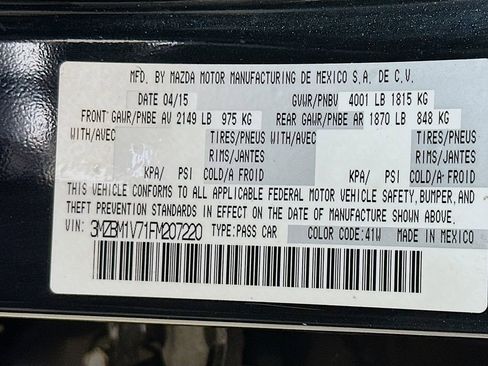 MFD. BY MAZDA MOTOR MANUFACTURING DE MEXICO S.A. DE C.V.
DATE 04/15 GVWR/PNBV 4001 LB 1815 KG
FRONT GAWR/PNBE AV 2149 LB 975 KG REAR GAWR/PNBE AR 1870 LB 848 KG
WITH/AVEC TIRES/PNEUS WITH/AVEC TIRES/PNEUS
RIMS/JANTES RIMS/JANTES
KPA/ PSI COLD/A FROID KPA/ PSI COLD/A FROID
THIS VEHICLE CONFORMS TO ALL APPLICABLE FEDERAL MOTOR VEHICLE SAFETY, BUMPER, AND
THEFT PREVENTION STANDARDS IN EFFECT ON THE DATE OF MANUFACTURE SHOWN ABOVE.
VIN: 3MZBM1V71FM207220 TYPE: PASS CAR COLOR CODE: 41W MADE IN MEXICO